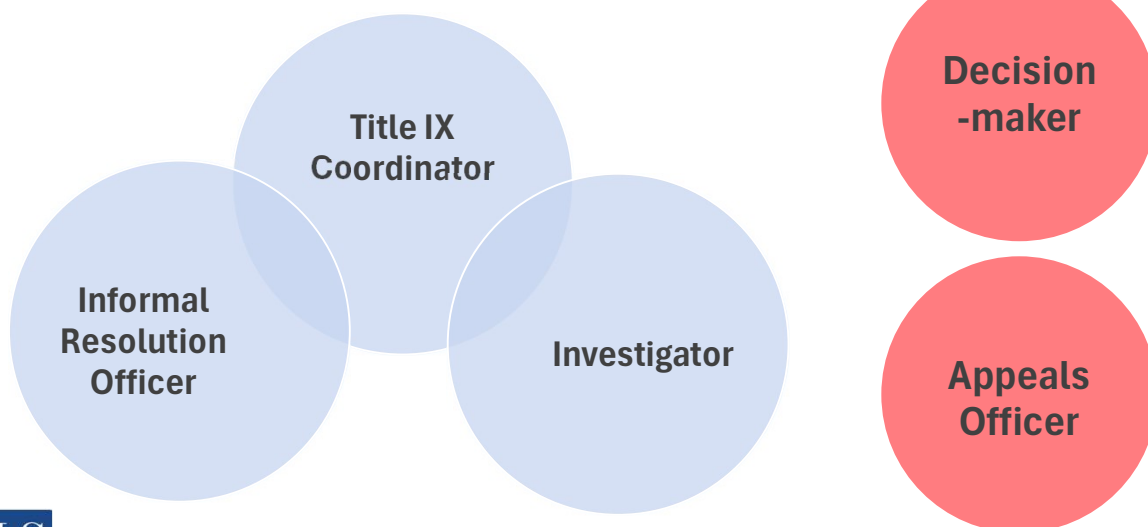 Title IX
Coordinator
Informal
Resolution
Officer
Investigator
Decision
-maker
Appeals
Officer